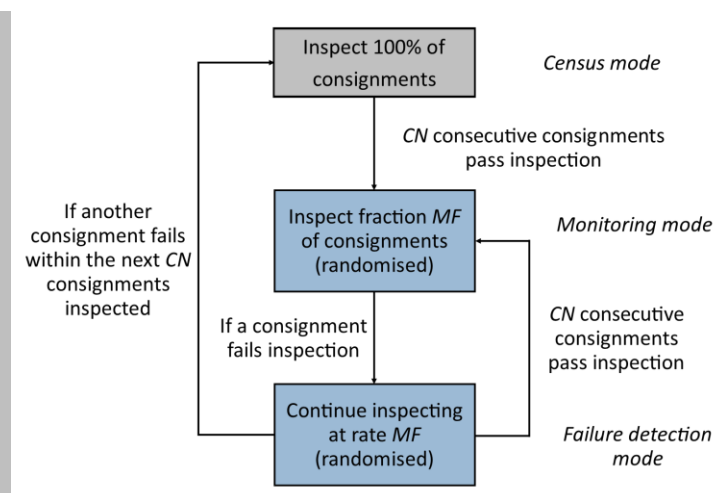 Inspect 100% of
consignments
Census mode
CN consecutive consignments
pass inspection
If another
consignment fails
within the next CN
consignments
inspected
Inspect fraction MF
of consignments
(randomised)
Monitoring mode
If a consignment
fails inspection
CN consecutive
consignments
pass inspection
Continue inspecting
at rate MF
(randomised)
Failure detection
mode